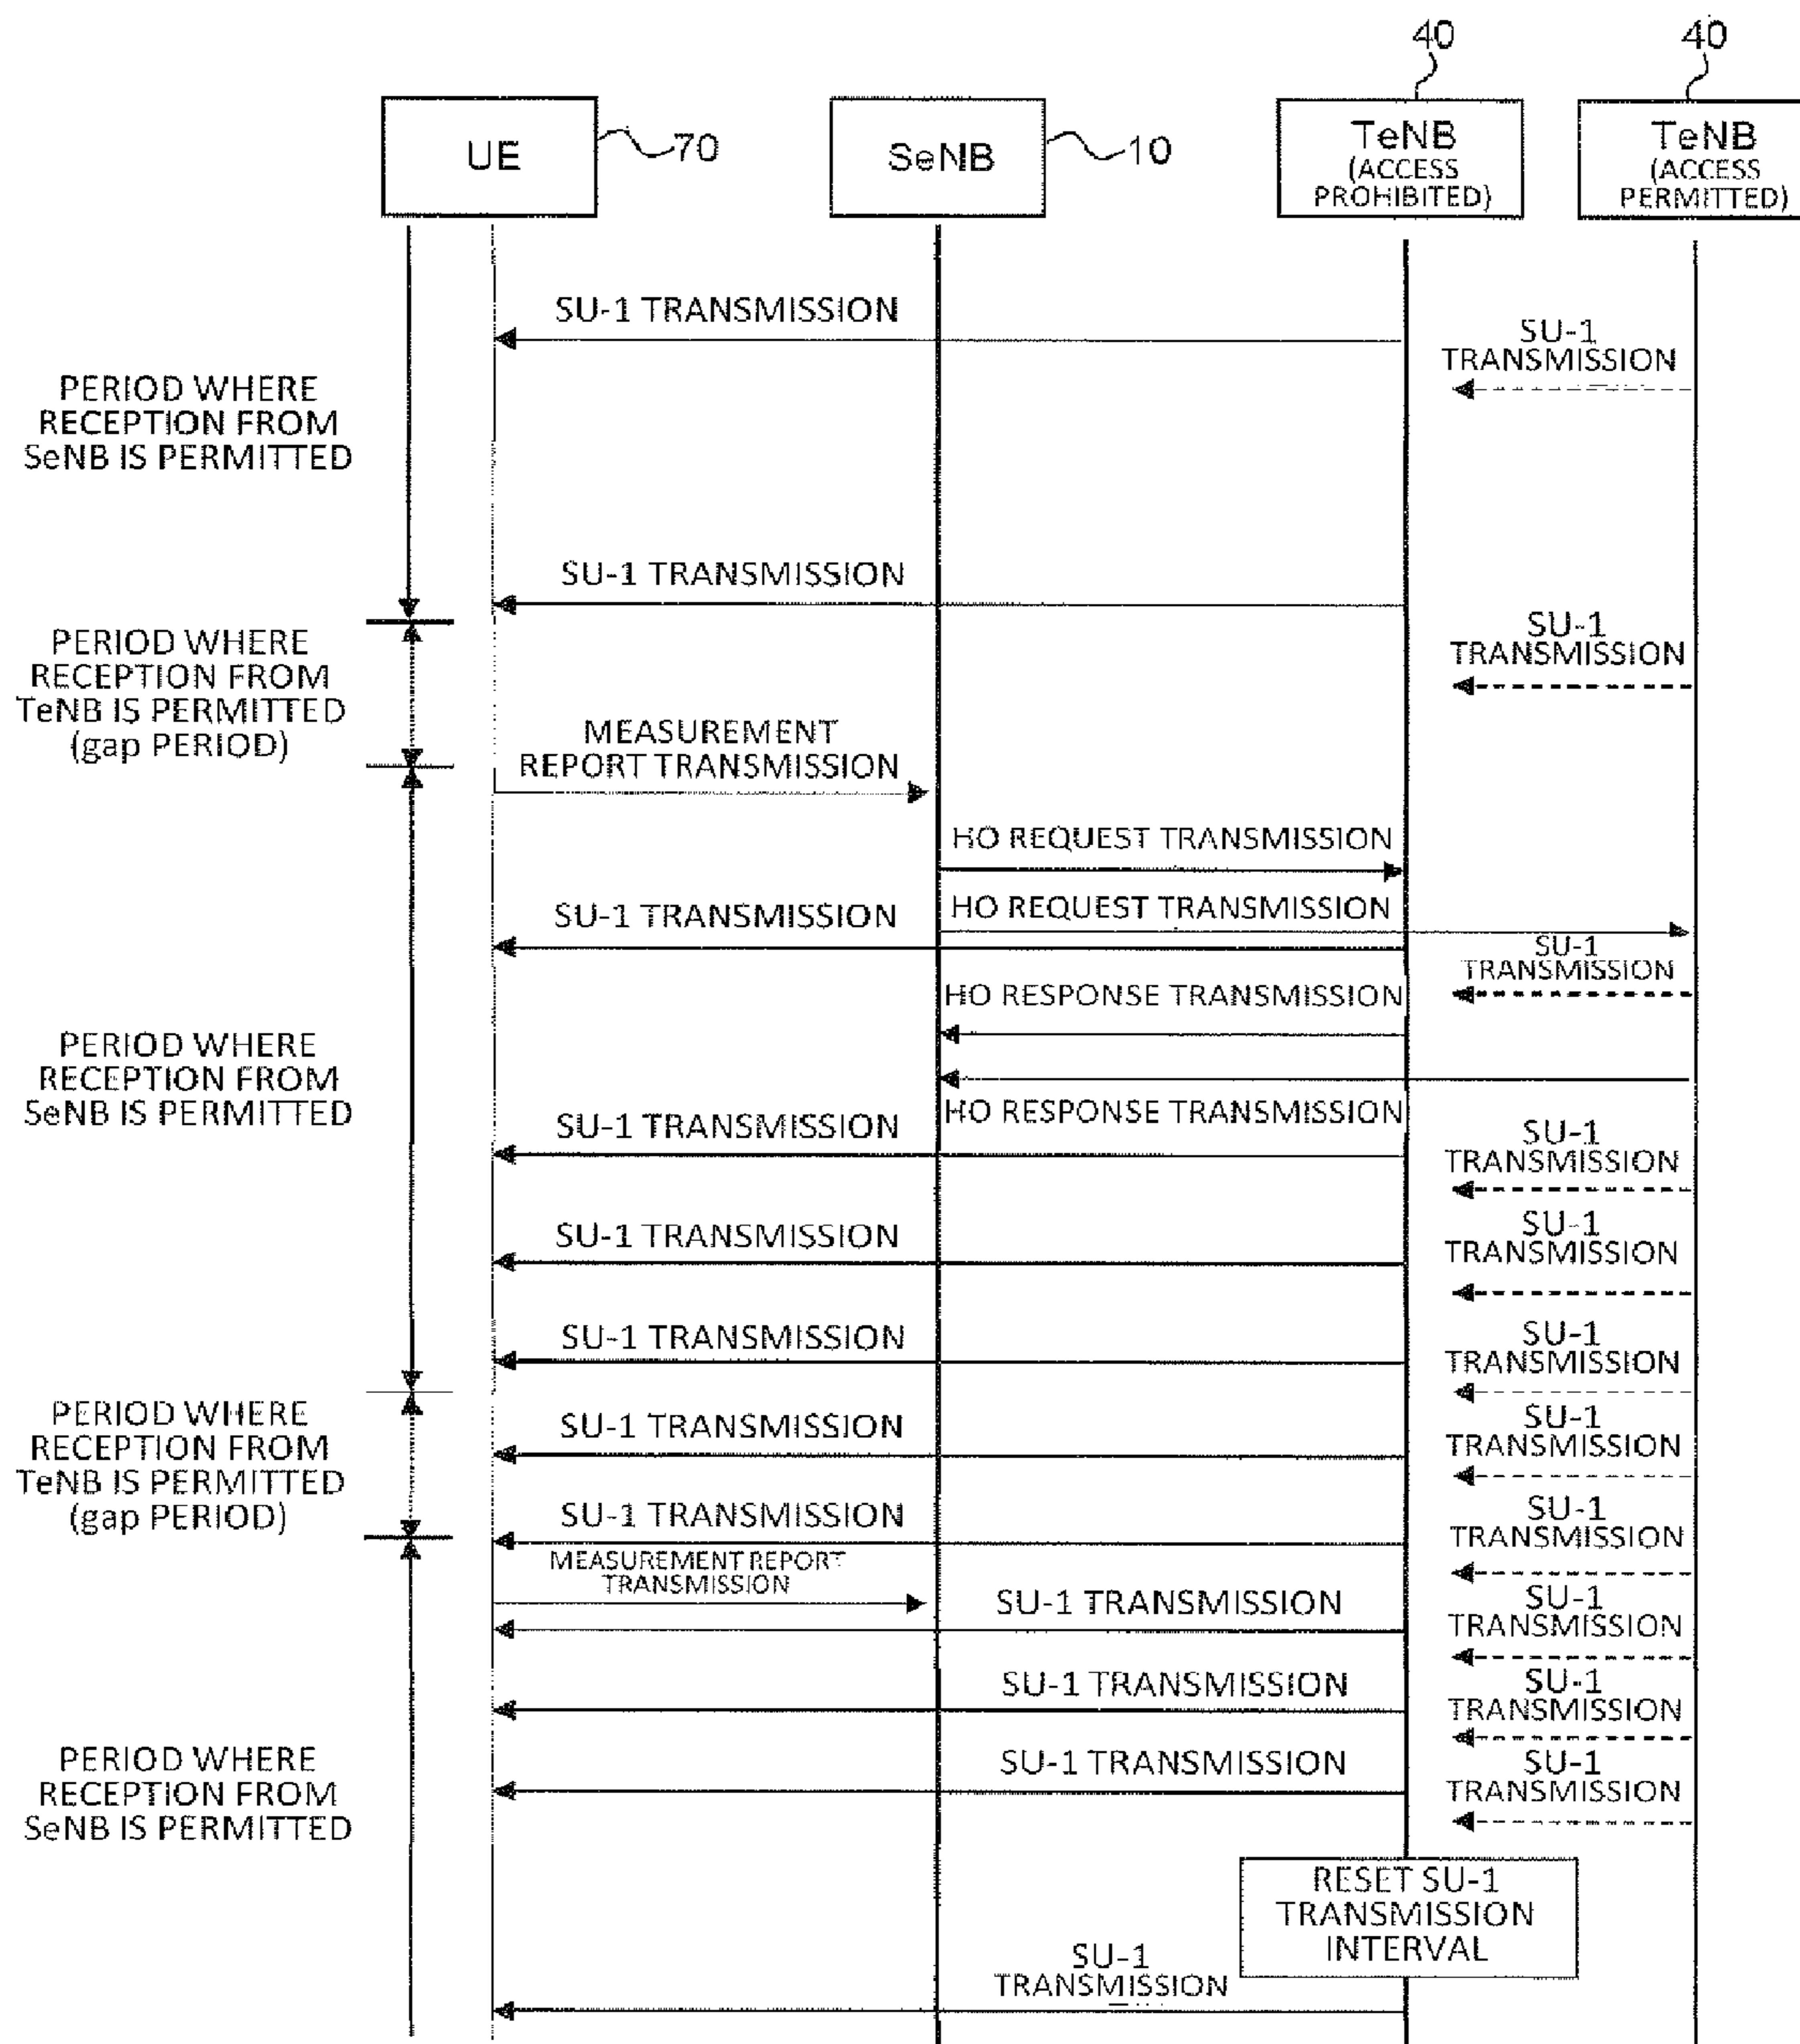 40
40
UE
70
SeNB
10
TeNB
(ACCESS
PROHIBITED)
TeNB
(ACCESS
PERMITTED)
SU-1 TRANSMISSION
SU-1
TRANSMISSION
PERIOD WHERE
RECEPTION FROM
SeNB IS PERMITTED
SU-1 TRANSMISSION
SU-1
TRANSMISSION
PERIOD WHERE
RECEPTION FROM
TeNB IS PERMITTED
(gap PERIOD)
MEASUREMENT
REPORT TRANSMISSION
HO REQUEST TRANSMISSION
SU-1 TRANSMISSION
HO REQUEST TRANSMISSION
SU-1
TRANSMISSION
HO RESPONSE TRANSMISSION
PERIOD WHERE
RECEPTION FROM
SeNB IS PERMITTED
HO RESPONSE TRANSMISSION
SU-1 TRANSMISSION
SU-1
TRANSMISSION
SU-1 TRANSMISSION
SU-1
TRANSMISSION
SU-1 TRANSMISSION
SU-1
TRANSMISSION
PERIOD WHERE
RECEPTION FROM
TeNB IS PERMITTED
(gap PERIOD)
SU-1 TRANSMISSION
SU-1
TRANSMISSION
SU-1 TRANSMISSION
SU-1
TRANSMISSION
MEASUREMENT REPORT
TRANSMISSION
SU-1 TRANSMISSION
SU-1
TRANSMISSION
SU-1 TRANSMISSION
SU-1
TRANSMISSION
PERIOD WHERE
RECEPTION FROM
SeNB IS PERMITTED
SU-1 TRANSMISSION
SU-1
TRANSMISSION
RESET SU-1
TRANSMISSION
INTERVAL
SU-1
TRANSMISSION